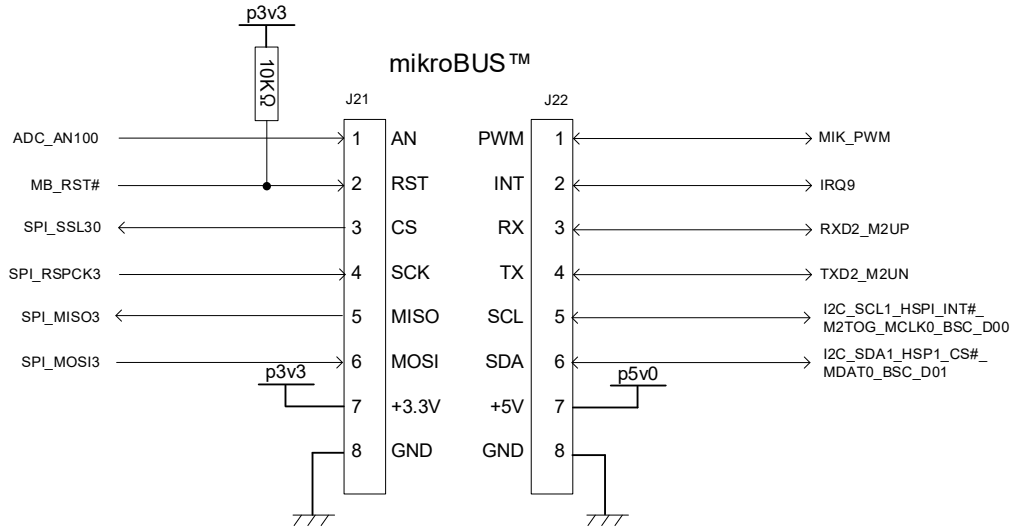 p3v3
10KΩ
mikroBUS™
J21
J22
ADC_AN100
1
AN
PWM
1
MIK_PWM
MB_RST#
2
RST
INT
2
IRQ9
SPI_SSL30
3
CS
RX
3
RXD2_M2UP
SPI_RSPCK3
4
SCK
TX
4
TXD2_M2UN
SPI_MISO3
5
MISO
SCL
5
I2C_SCL1_HSPI_INT#_
M2TOG_MCLK0_BSC_D00
SPI_MOSI3
6
MOSI
SDA
6
I2C_SDA1_HSP1_CS#_
MDAT0_BSC_D01
p3v3
7
+3.3V
+5V
7
p5v0
8
GND
GND
8